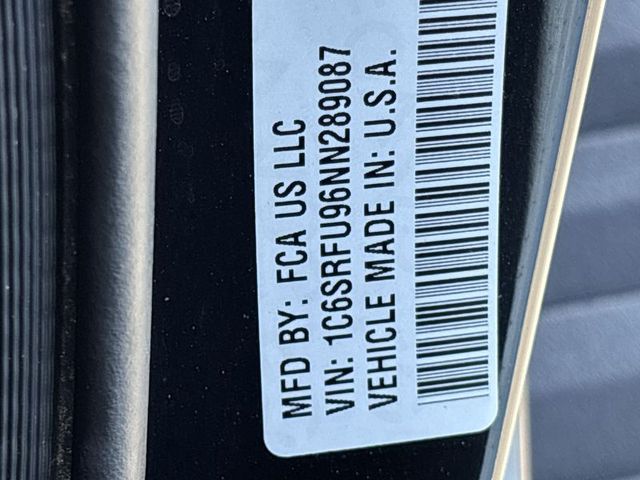 MFD BY: FCA US LLC
VIN: 1C6SRFU96NN289087
VEHICLE MADE IN: U.S.A.